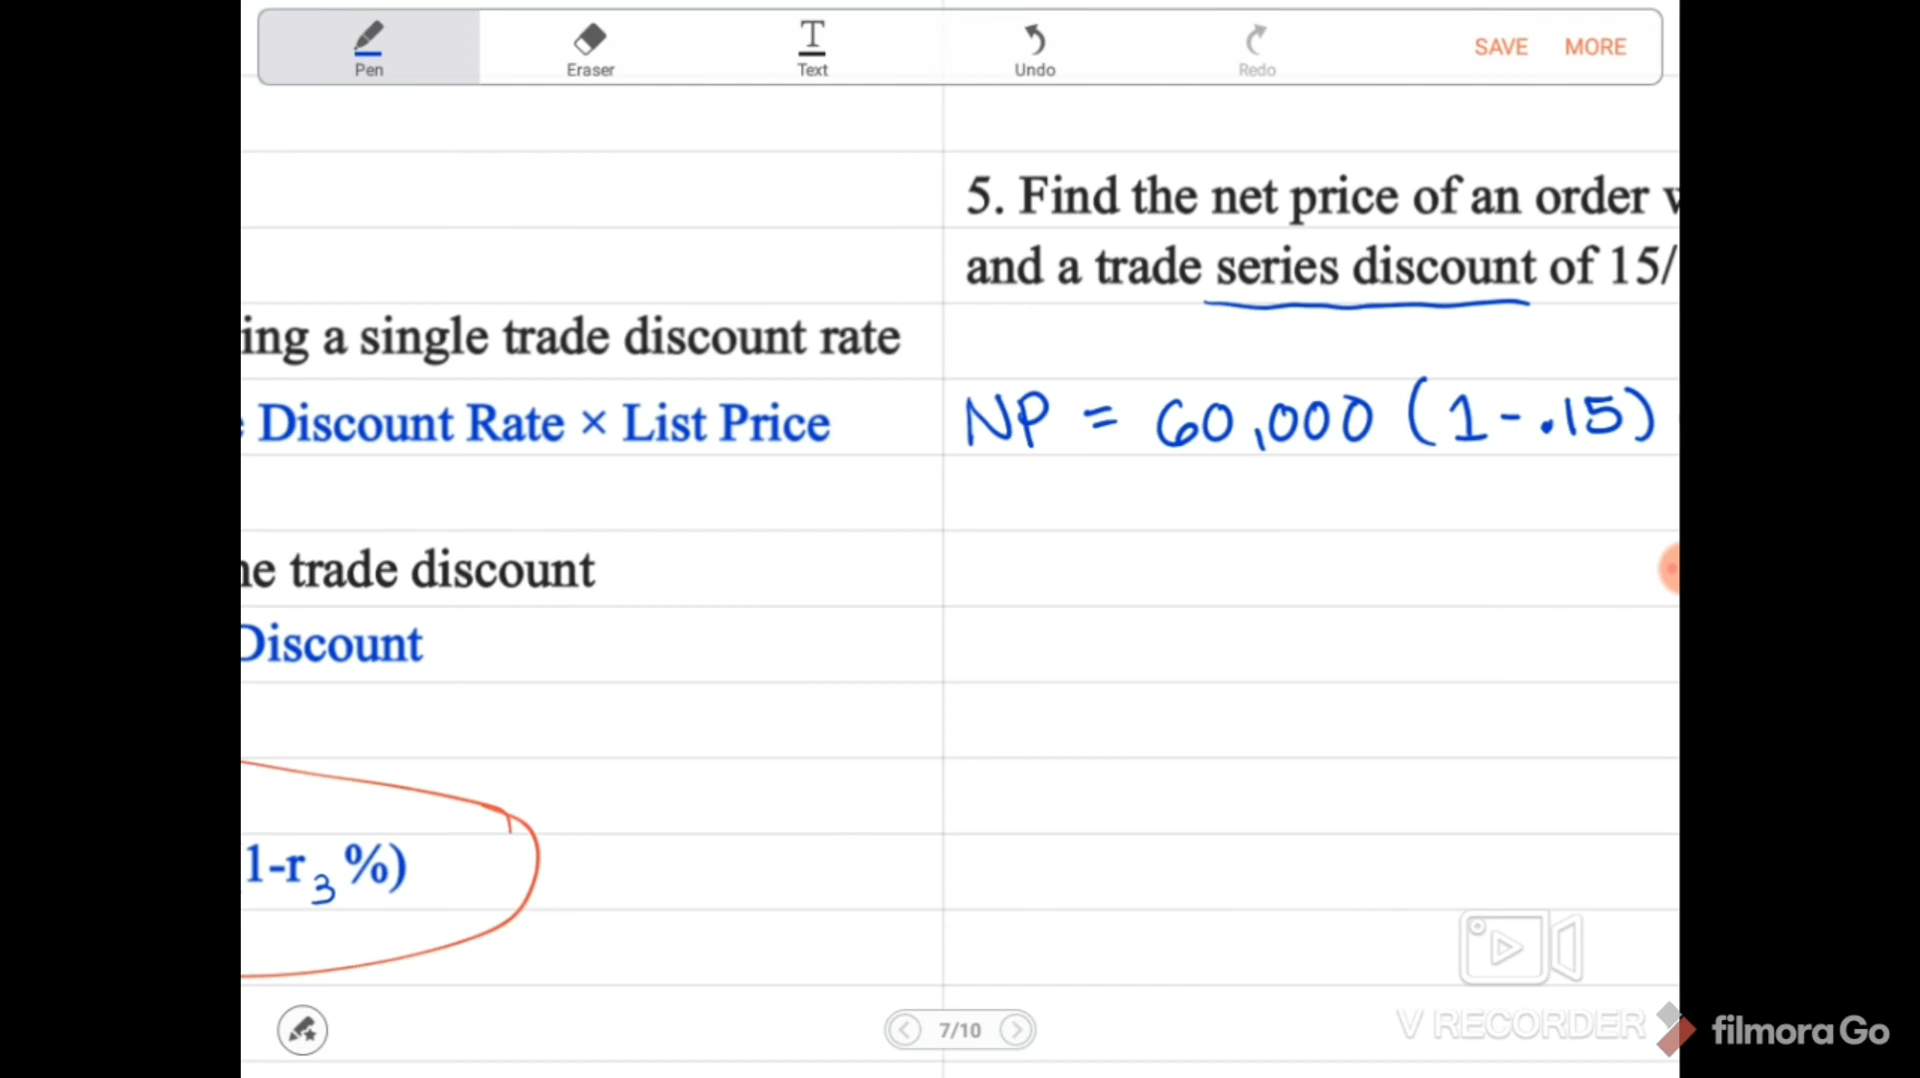 Pen
Eraser
T
Text
Undo
Redo
SAVE
MORE
ing a single trade discount rate
Discount Rate × List Price
he trade discount
Discount
1-r 3 %)
5. Find the net price of an order
and a trade series discount of 15/
NP = 60,000 (1 - .15)
7/10
V RECORDER
filmora Go